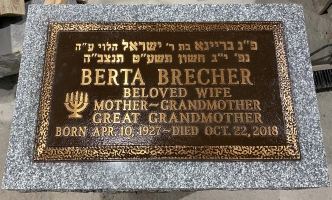 פ"נ בריינא בת ר' ישראל הלוי ע"ה
נפ' י"ג חשון תשע"ט תנצב"ה
BERTA BRECHER
BELOVED WIFE
MOTHER~GRANDMOTHER
GREAT GRANDMOTHER
BORN APR. 10, 1927~DIED OCT. 22, 2018